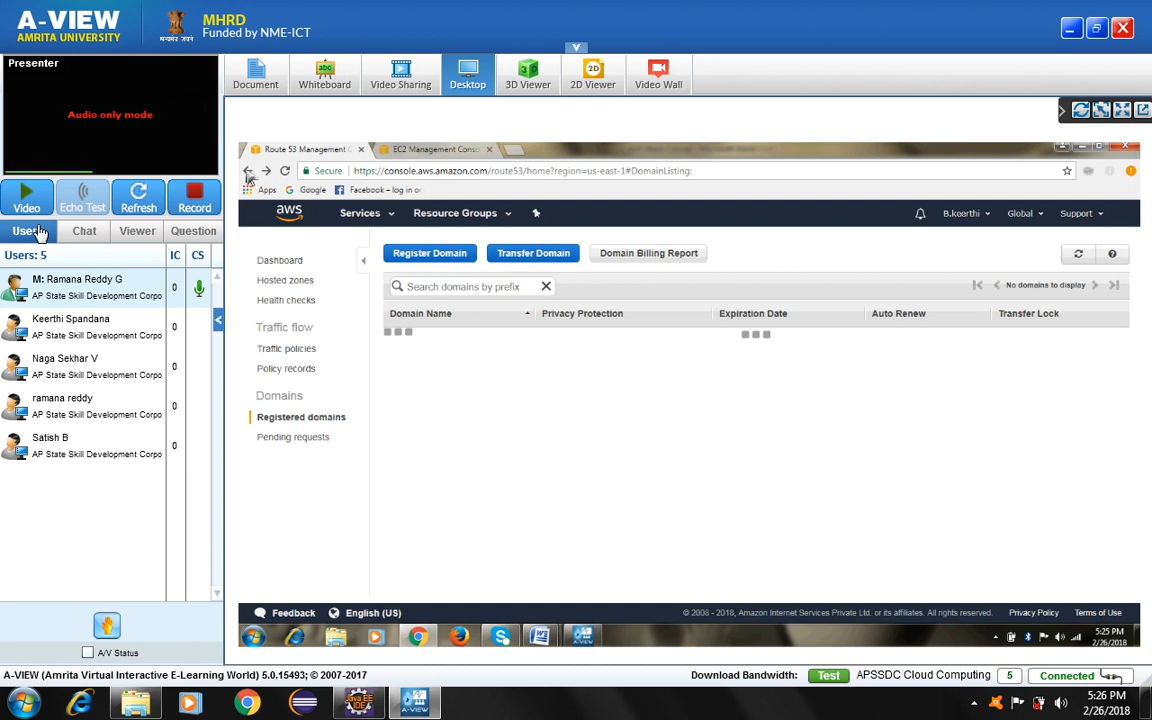 A-VIEW
AMRITA UNIVERSITY
MHRD
Funded by NME-ICT
Presenter
Audio only mode
Document
Whiteboard
Video Sharing
Desktop
3D Viewer
2D Viewer
Video Wall
Video
Echo Test
Refresh
Record
Chat
Viewer
Question
Users: 5
IC
CS
M: Ramana Reddy G
AP State Skill Development Corpo
0
Keerthi Spandana
AP State Skill Development Corpo
0
Naga Sekhar V
AP State Skill Development Corpo
0
ramana reddy
AP State Skill Development Corpo
0
Satish B
AP State Skill Development Corpo
0
A/V Status
Route 53 Management C
EC2 Management Conso
Secure
https://console.aws.amazon.com/route53/home?region=us-east-1#DomainListing:
Apps
Google
Facebook – log in or
aws
Services
Resource Groups
B.keerthi
Global
Support
Dashboard
Hosted zones
Health checks
Traffic flow
Traffic policies
Policy records
Domains
Registered domains
Pending requests
Register Domain
Transfer Domain
Domain Billing Report
Search domains by prefix
No domains to display
Domain Name
Privacy Protection
Expiration Date
Auto Renew
Transfer Lock
Feedback
English (US)
© 2008 - 2018, Amazon Internet Services Private Ltd. or its affiliates. All rights reserved.
Privacy Policy
Terms of Use
5:25 PM
2/26/2018
A-VIEW (Amrita Virtual Interactive E-Learning World) 5.0.15493; © 2007-2017
Download Bandwidth:
Test
APSSDC Cloud Computing
5
Connected
5:26 PM
2/26/2018